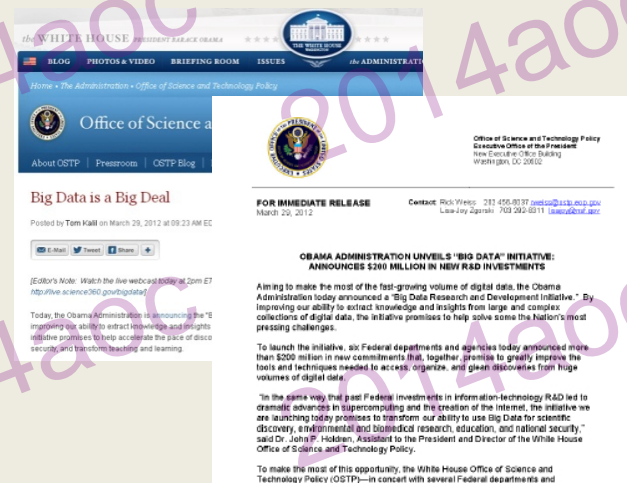 the WHITE HOUSE PRESIDENT BARACK OBAMA
THE WHITE HOUSE
BLOG PHOTOS & VIDEO BRIEFING ROOM ISSUES the ADMINISTRATI
Home • The Administration • Office of Science and Technology Policy
Office of Science a
About OSTP | Pressroom | OSTP Blog |
Big Data is a Big Deal
Posted by Tom Kalil on March 29, 2012 at 09:23 AM ED
E-Mail Tweet Share +
[Editor's Note: Watch the live webcast today at 2pm ET
http://live.science360.gov/bigdata/]
Today, the Obama Administration is announcing the "B
improving our ability to extract knowledge and insights
initiative promises to help accelerate the pace of disco
security, and transform teaching and learning.
Office of Science and Technology Policy
Executive Office of the President
New Executive Office Building
Washington, DC 20502
FOR IMMEDIATE RELEASE
March 29, 2012
Contact: Rick Weiss
Lisa-Joy Zgorski 703 292-8311
OBAMA ADMINISTRATION UNVEILS "BIG DATA" INITIATIVE:
ANNOUNCES $200 MILLION IN NEW R&D INVESTMENTS
Aiming to make the most of the fast-growing volume of digital data, the Obama
Administration today announced a "Big Data Research and Development Initiative." By
improving our ability to extract knowledge and insights from large and complex
collections of digital data, the initiative promises to help solve some the Nation's most
pressing challenges.
To launch the initiative, six Federal departments and agencies today announced more
than $200 million in new commitments that, together, promise to greatly improve the
tools and techniques needed to access, organize, and glean discoveries from huge
volumes of digital data.
"In the same way that past Federal investments in information-technology R&D led to
dramatic advances in supercomputing and the creation of the Internet, the initiative we
are launching today promises to transform our ability to use Big Data for scientific
discovery, environmental and biomedical research, education, and national security,"
said Dr. John P. Holdren, Assistant to the President and Director of the White House
Office of Science and Technology Policy.
To make the most of this opportunity, the White House Office of Science and
Technology Policy (OSTP)—in concert with several Federal departments and
2014aoc
2014aoc